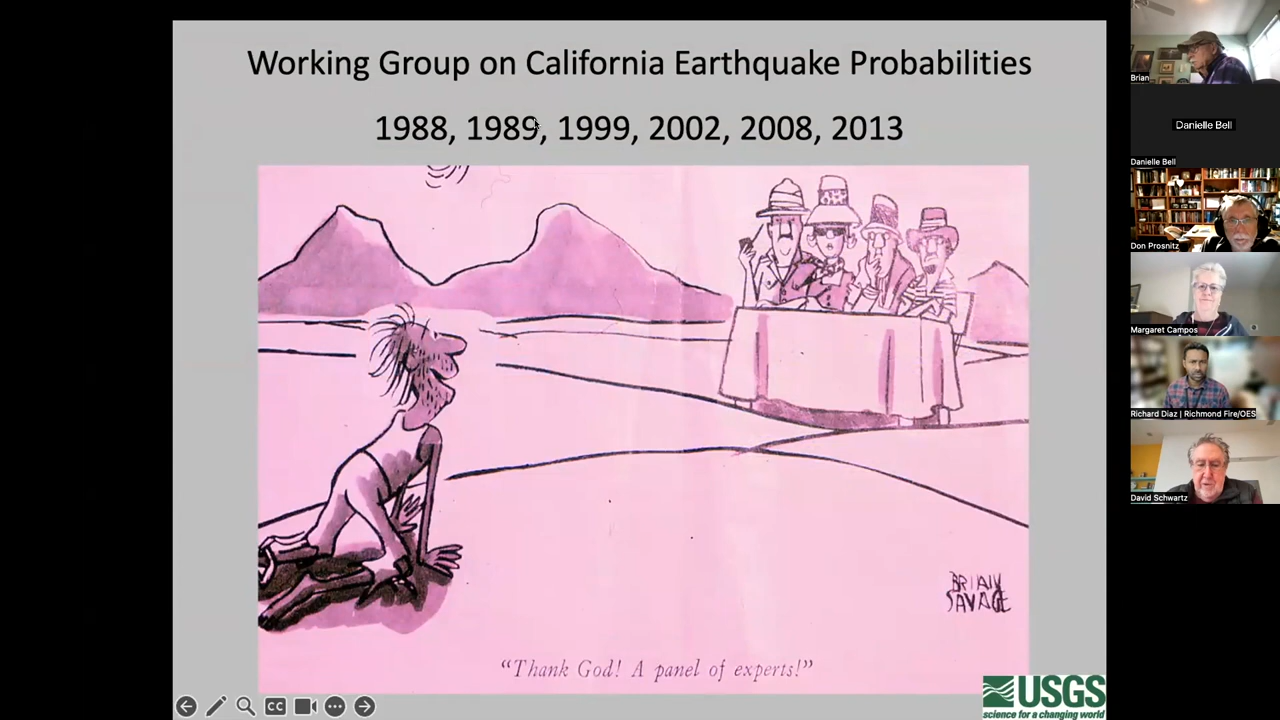 Working Group on California Earthquake Probabilities
1988, 1989, 1999, 2002, 2008, 2013
BRIAN
SAVAGE
“Thank God! A panel of experts!”
CC
USGS
science for a changing world
Brian
Danielle Bell
Danielle Bell
Don Prosnitz
Margaret Campos
Richard Diaz | Richmond Fire/OES
David Schwartz